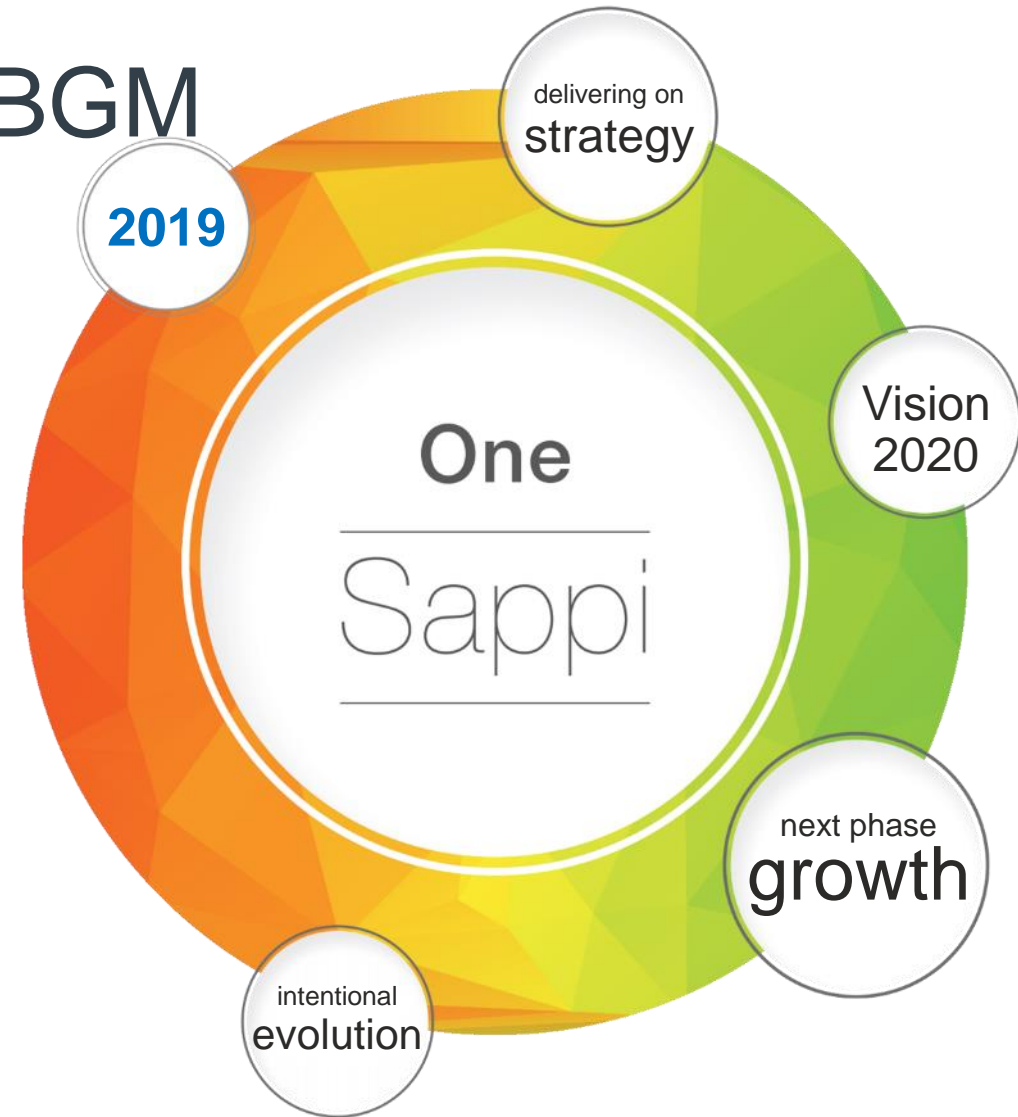 BGM
2019
delivering on
strategy
Vision
2020
One
Sappi
next phase
growth
intentional
evolution